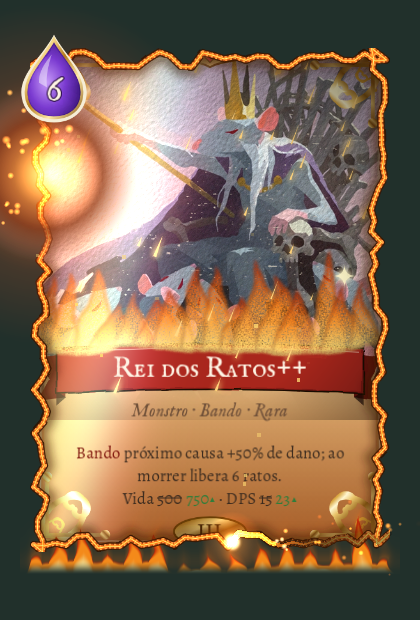 6
Rei dos Ratos++
Monstro · Bando · Rara
Bando próximo causa +50% de dano; ao
morrer libera 6 ratos.
Vida 500 750▲ · DPS 15 23▲
III